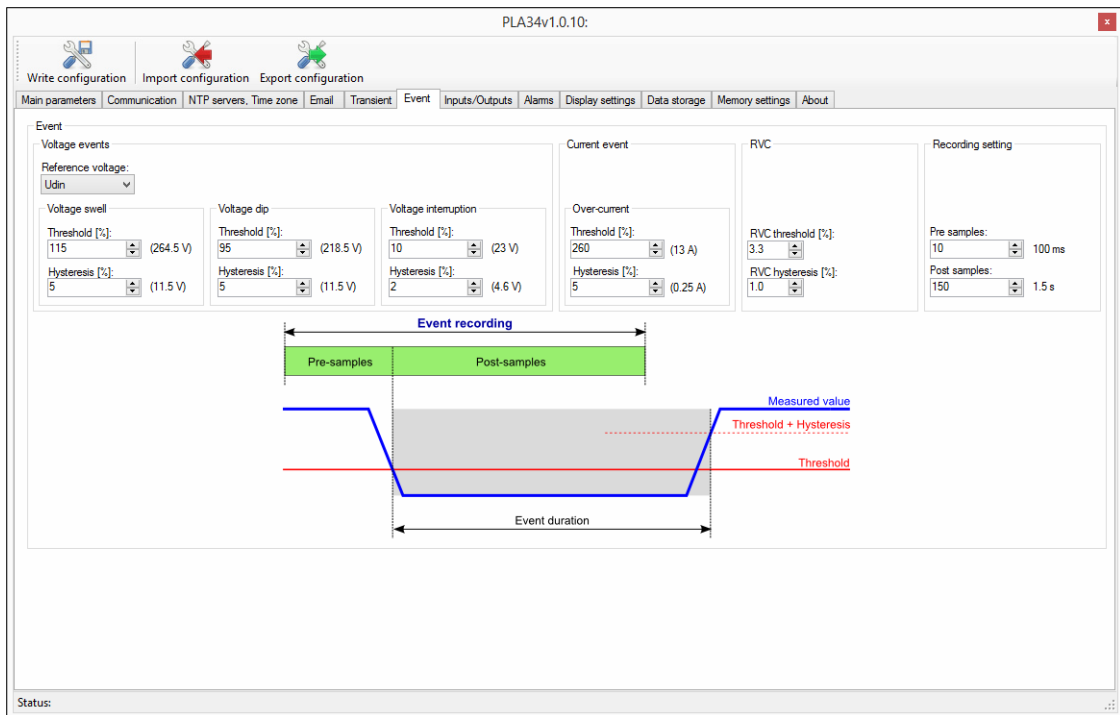 PLA34v1.0.10:
x
Write configuration Import configuration Export configuration
Main parameters Communication NTP servers, Time zone Email Transient Event Inputs/Outputs Alarms Display settings Data storage Memory settings About
Event
Voltage events Current event RVC Recording setting
Reference voltage:
Udin
Voltage swell Voltage dip Voltage interruption Over-current
Threshold [%]: Threshold [%]: Threshold [%]: Threshold [%]: RVC threshold [%]: Pre samples:
115 (264.5 V) 95 (218.5 V) 10 (23 V) 260 (13 A) 3.3 10 100 ms
Hysteresis [%]: Hysteresis [%]: Hysteresis [%]: Hysteresis [%]: RVC hysteresis [%]: Post samples:
5 (11.5 V) 5 (11.5 V) 2 (4.6 V) 5 (0.25 A) 1.0 150 1.5 s
Event recording
Pre-samples Post-samples
Measured value
Threshold + Hysteresis
Threshold
Event duration
Status: